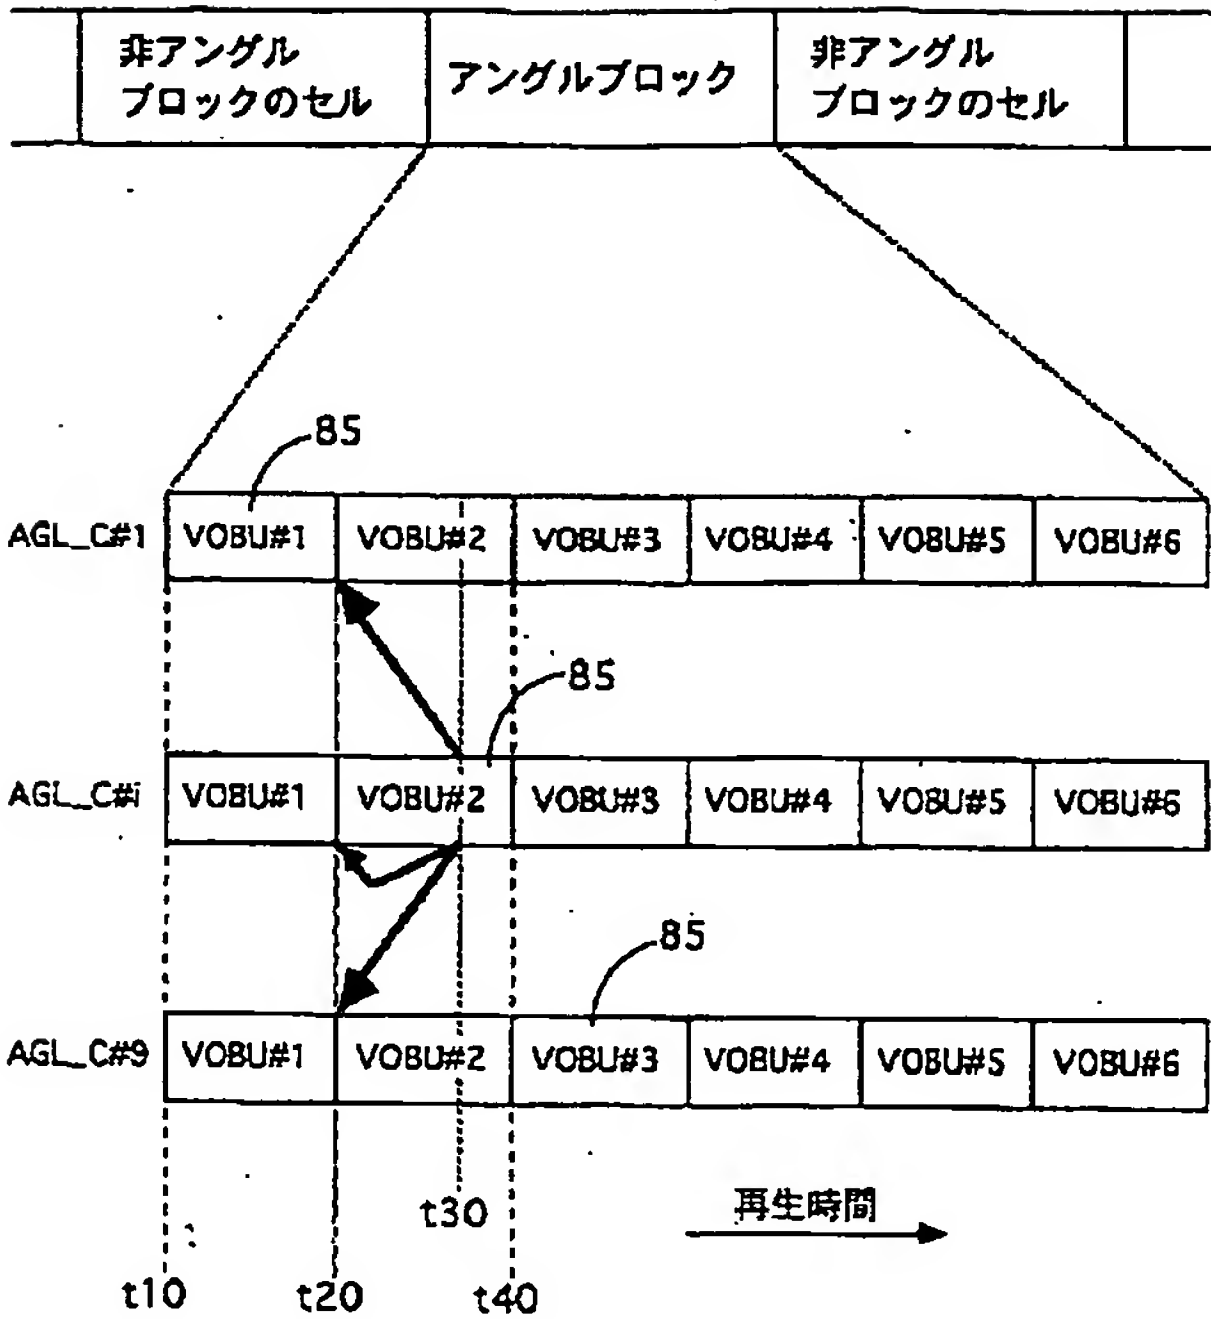 非アングル
ブロックのセル
アングルブロック
非アングル
ブロックのセル
85
AGL_C#1 VOBU#1 VOBU#2 VOBU#3 VOBU#4 VOBU#5 VOBU#6
85
AGL_C#i VOBU#1 VOBU#2 VOBU#3 VOBU#4 VOBU#5 VOBU#6
85
AGL_C#9 VOBU#1 VOBU#2 VOBU#3 VOBU#4 VOBU#5 VOBU#6
t30
再生時間
t10 t20 t40